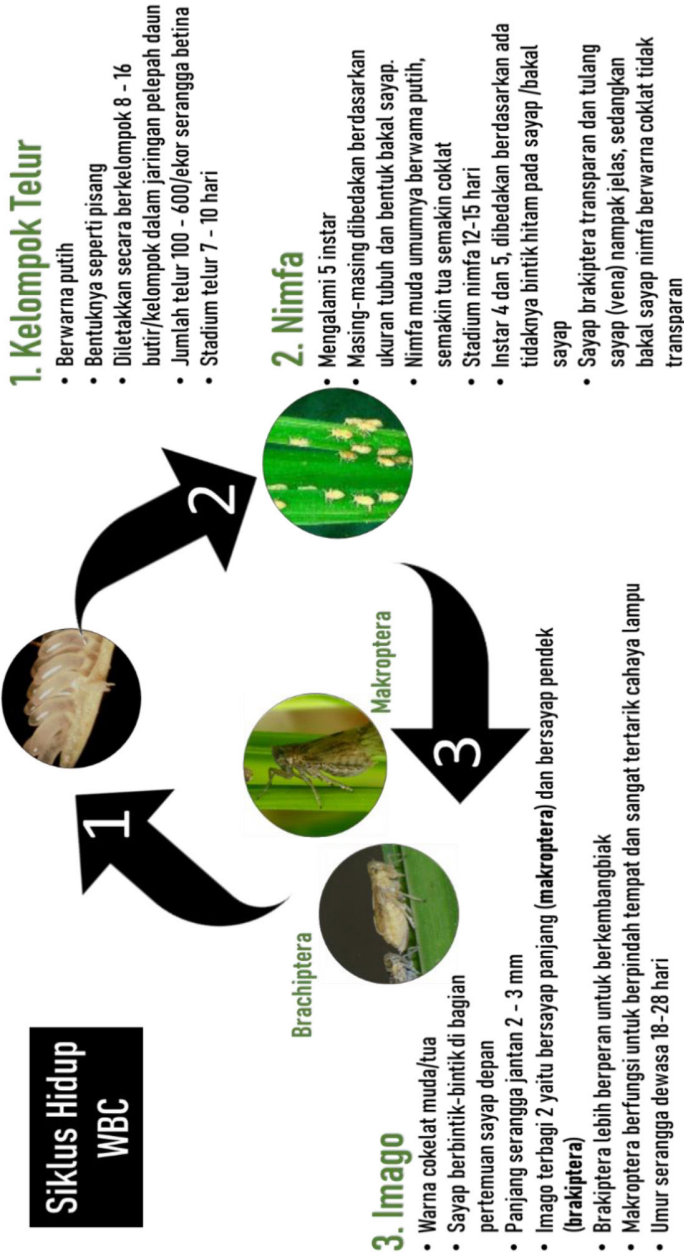 Siklus Hidup
WBC
1. Kelompok Telur
• Berwarna putih
• Bentuknya seperti pisang
• Diletakkan secara berkelompok 8 - 16
butir/kelompok dalam jaringan pelepah daun
• Jumlah telur 100 - 600/ekor serangga betina
• Stadium telur 7 - 10 hari
2. Nimfa
• Mengalami 5 instar
• Masing-masing dibedakan berdasarkan
ukuran tubuh dan bentuk bakal sayap.
• Nimfa muda umumnya berwarna putih,
semakin tua semakin coklat
• Stadium nimfa 12-15 hari
• Instar 4 dan 5, dibedakan berdasarkan ada
tidaknya bintik hitam pada sayap /bakal
sayap
• Sayap brakiptera transparan dan tulang
sayap (vena) nampak jelas, sedangkan
bakal sayap nimfa berwarna coklat tidak
transparan
1
2
3
Brachiptera
Makroptera
3. Imago
• Warna cokelat muda/tua
• Sayap berbintik-bintik di bagian
pertemuan sayap depan
• Panjang serangga jantan 2 - 3 mm
• Imago terbagi 2 yaitu bersayap panjang (makroptera) dan bersayap pendek
(brakiptera)
• Brakiptera lebih berperan untuk berkembangbiak
• Makroptera berfungsi untuk berpindah tempat dan sangat tertarik cahaya lampu
• Umur serangga dewasa 18-28 hari